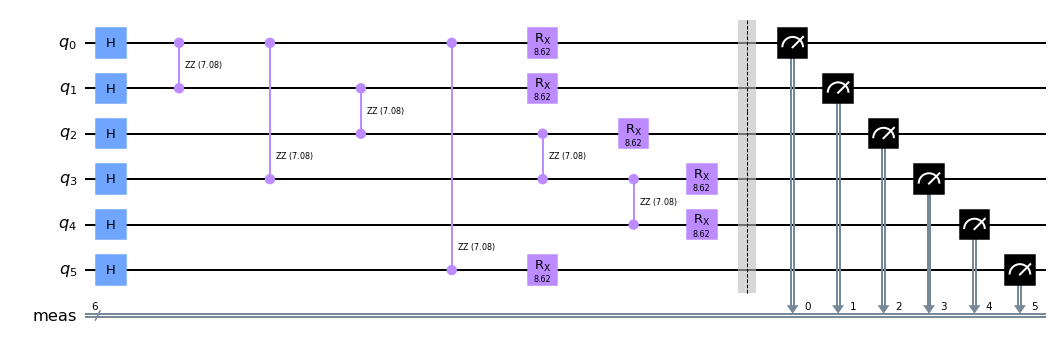 q0 H RX 8.62
ZZ (7.08)
q1 H RX 8.62
ZZ (7.08)
q2 H RX 8.62
ZZ (7.08) ZZ (7.08)
q3 H RX 8.62
ZZ (7.08)
q4 H RX 8.62
ZZ (7.08)
q5 H RX 8.62
6 0 1 2 3 4 5
meas